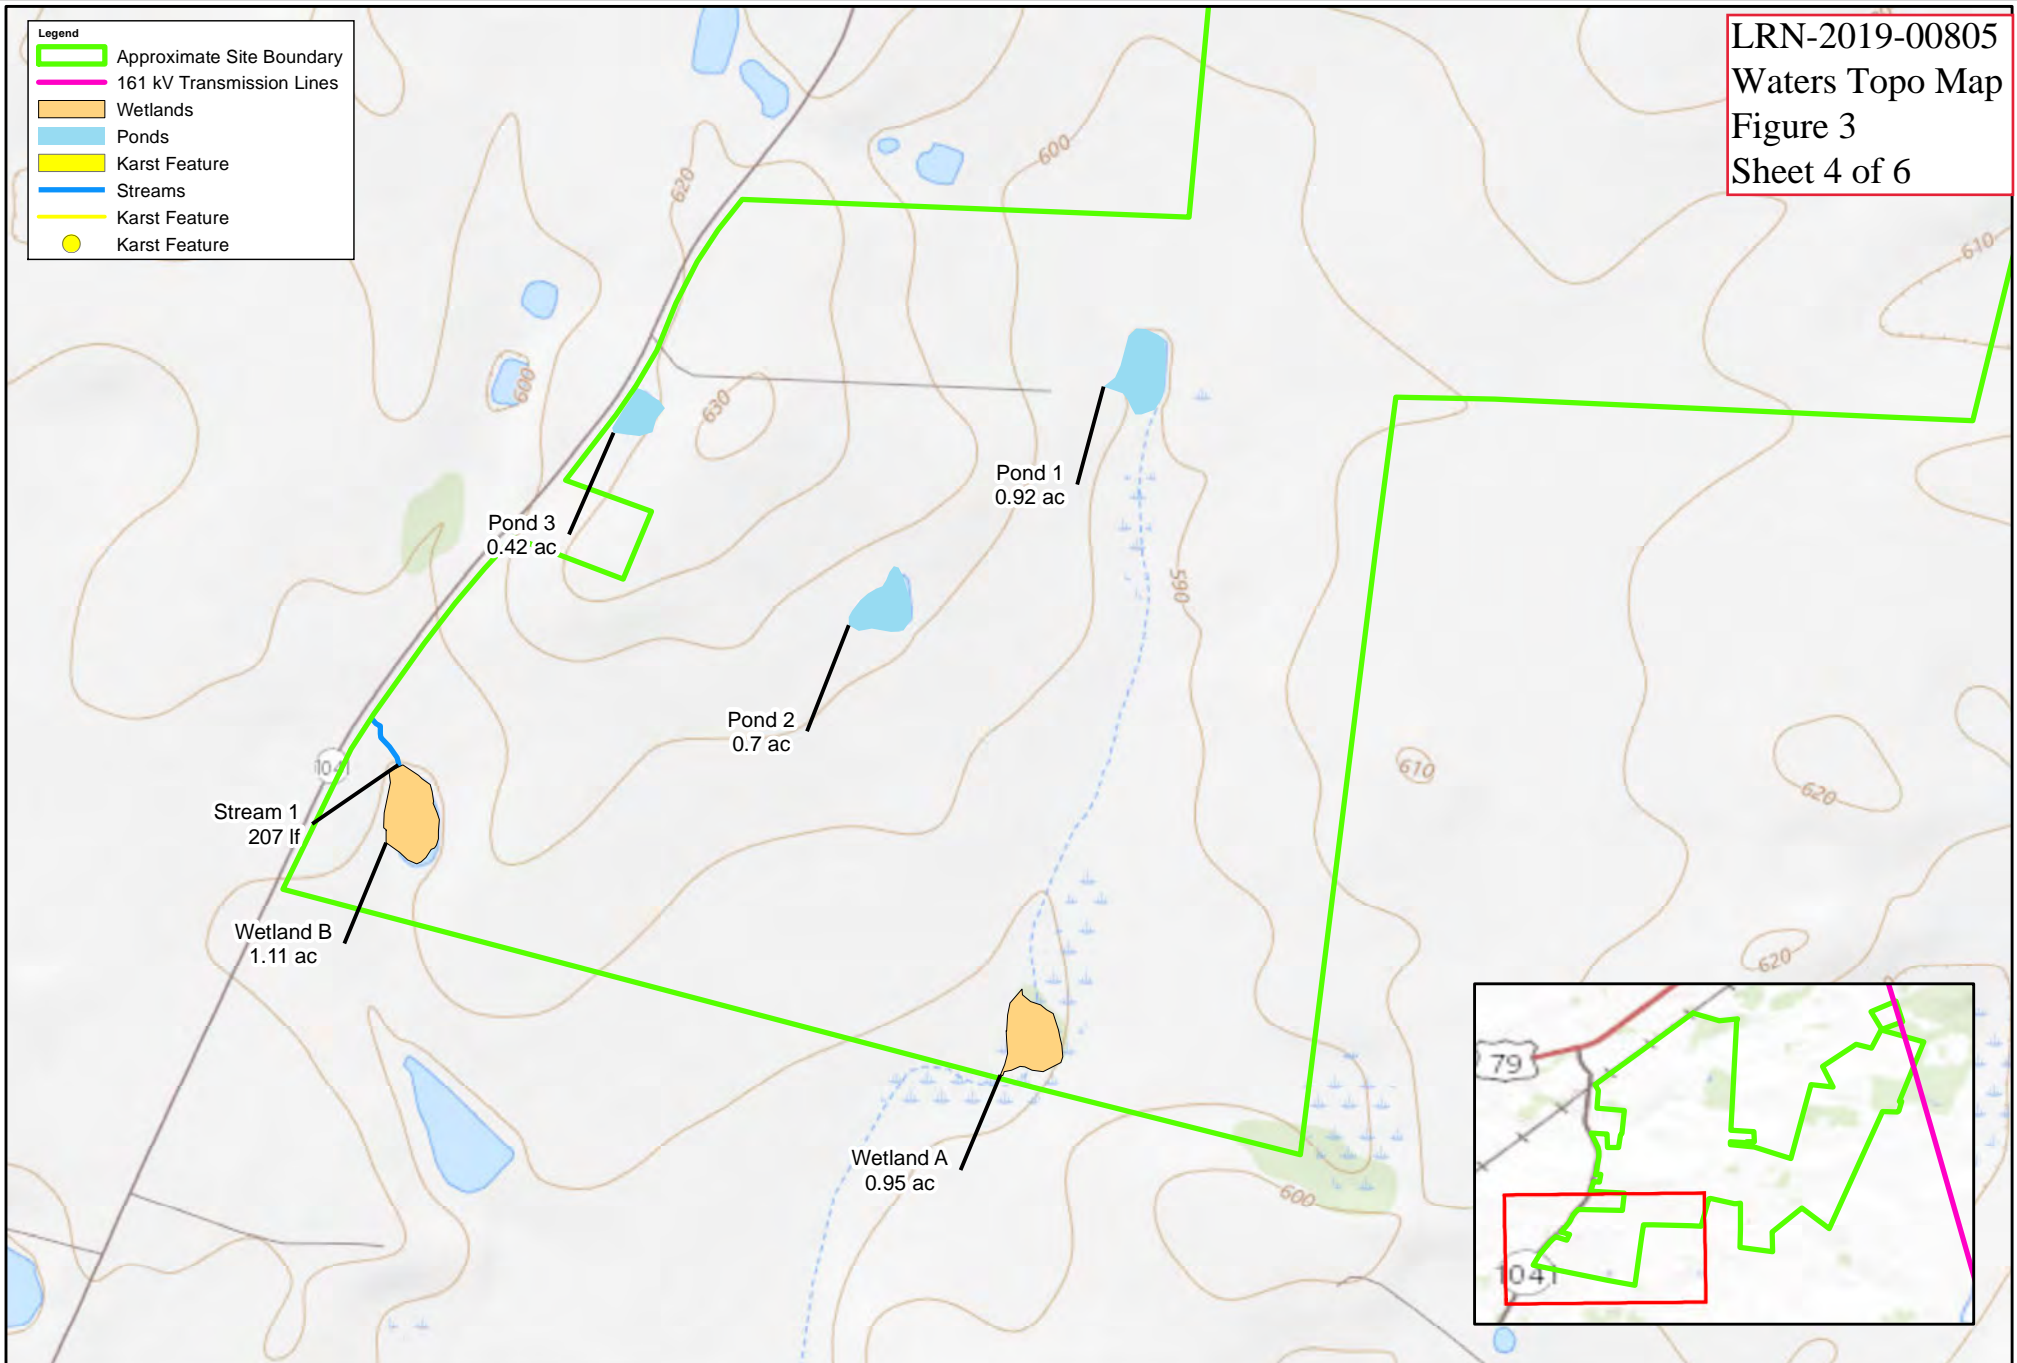 Legend
Approximate Site Boundary
161 kV Transmission Lines
Wetlands
Ponds
Karst Feature
Streams
Karst Feature
Karst Feature
LRN-2019-00805
Waters Topo Map
Figure 3
Sheet 4 of 6
600
620
610
600
630
Pond 1
0.92 ac
Pond 3
0.42 ac
590
Pond 2
0.7 ac
1041
610
620
Stream 1
207 lf
Wetland B
1.11 ac
620
Wetland A
0.95 ac
600
79
1041